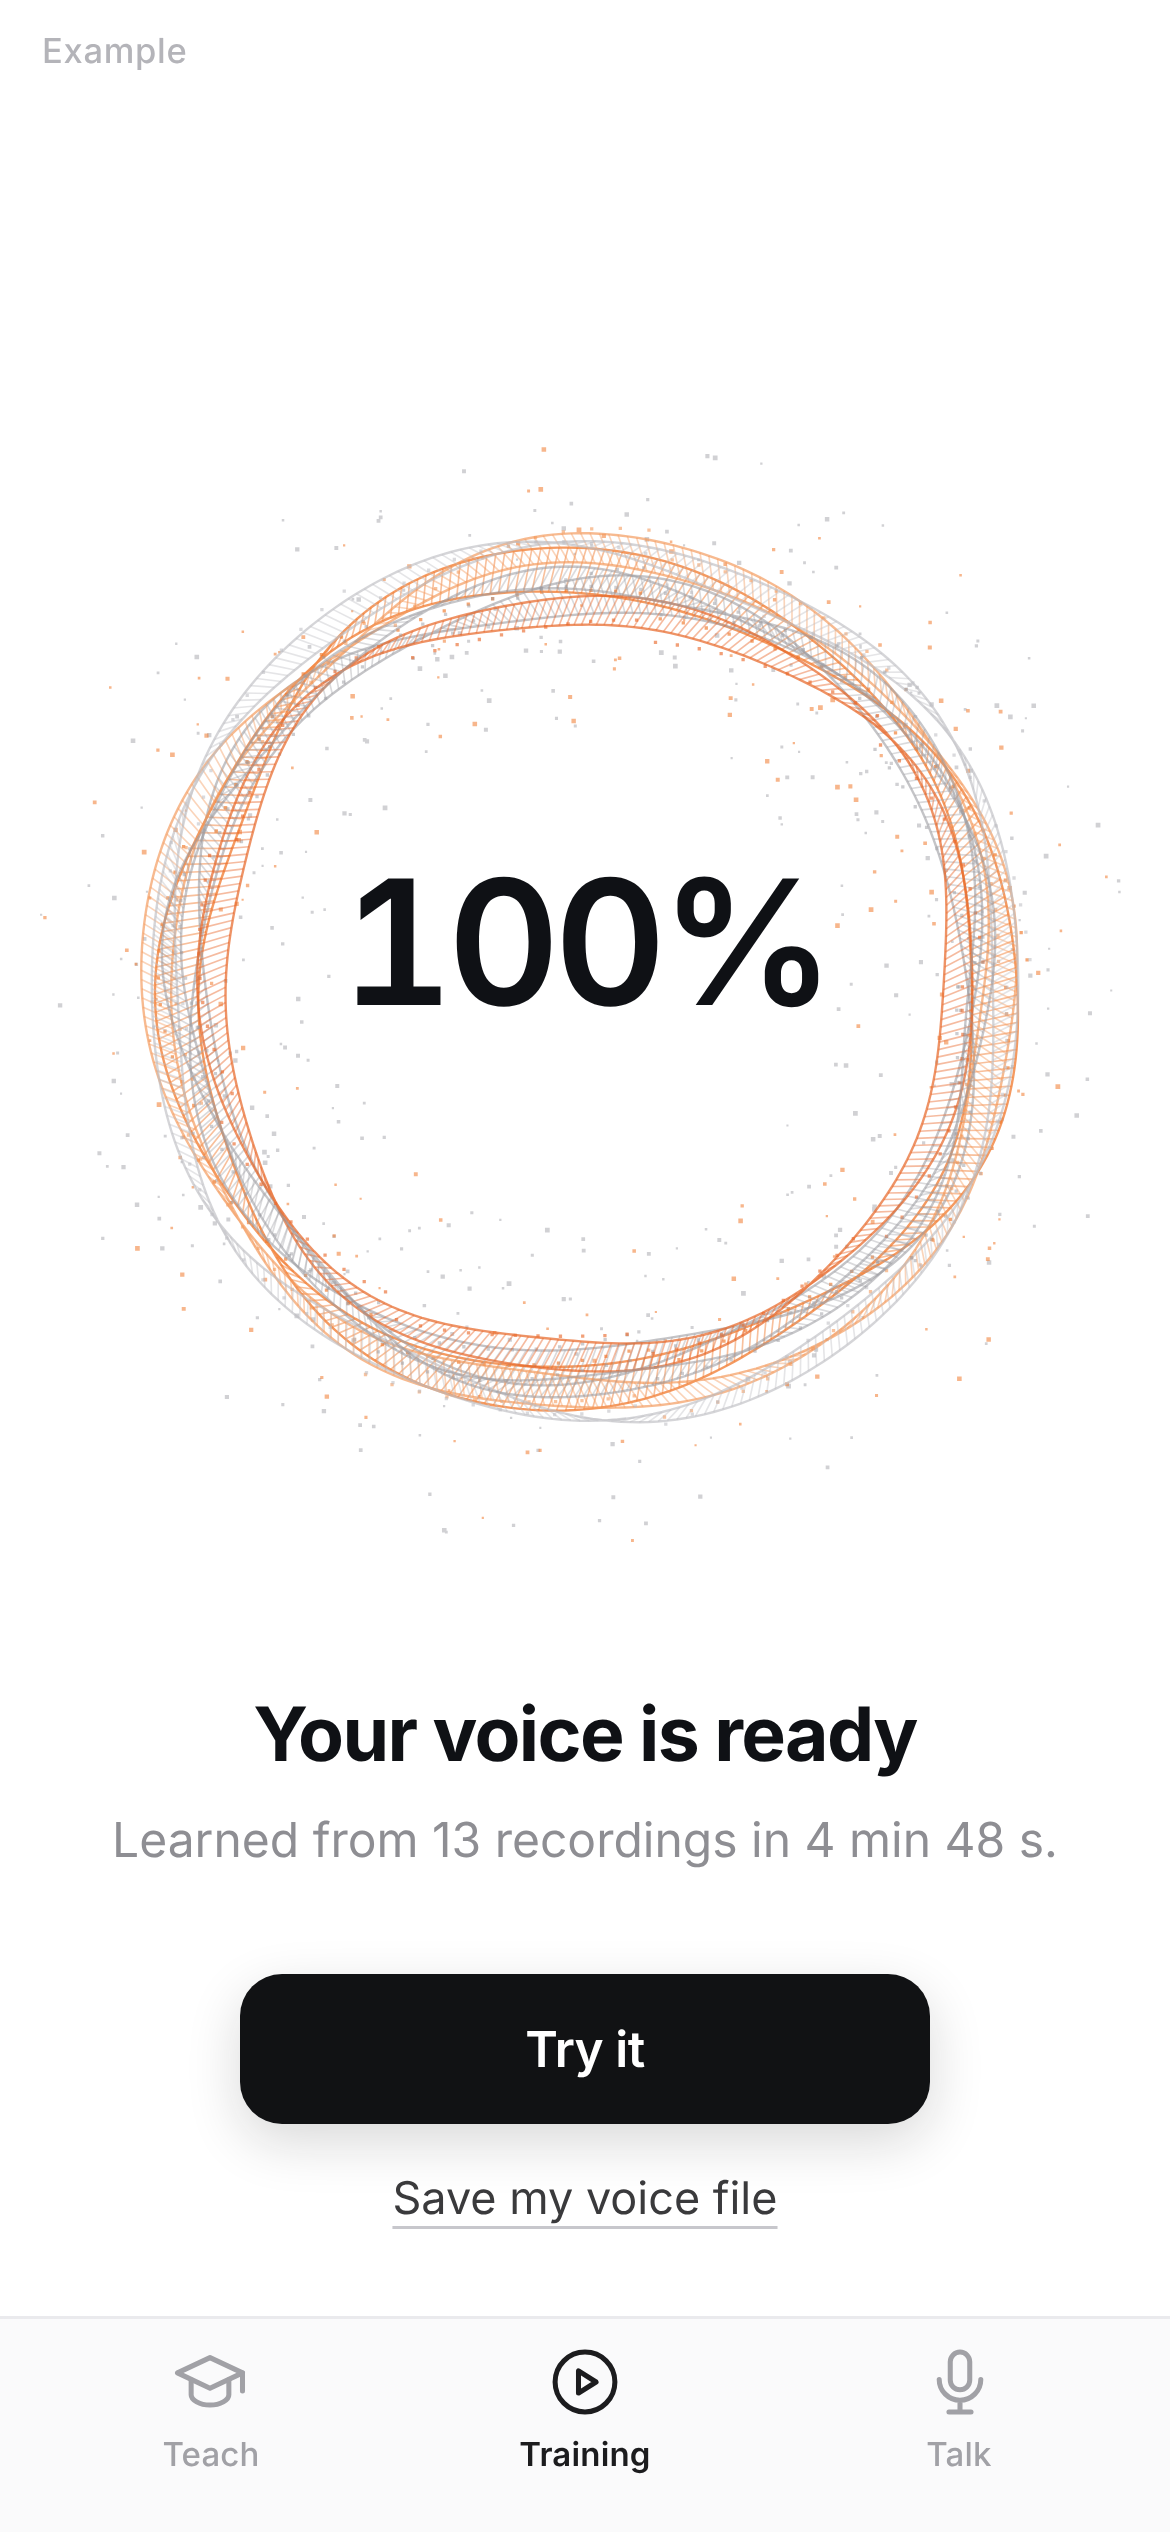 Example
100%
Your voice is ready
Learned from 13 recordings in 4 min 48 s.
Try it
Save my voice file
Teach
Training
Talk